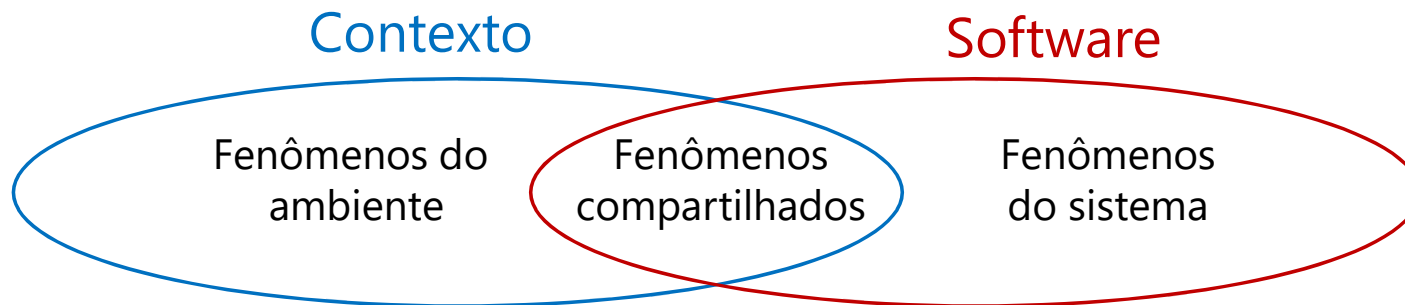 Contexto
Software
Fenômenos do
ambiente
Fenômenos
compartilhados
Fenômenos
do sistema